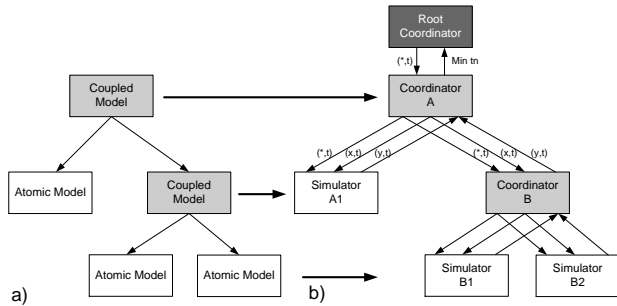 Root
Coordinator
(*,t)
Min tn
Coupled
Model
Coordinator
A
(*,t)
(x,t)
(y,t)
(*,t)
(x,t)
(y,t)
Atomic Model
Coupled
Model
Simulator
A1
Coordinator
B
Atomic Model
Atomic Model
Simulator
B1
Simulator
B2
a)
b)